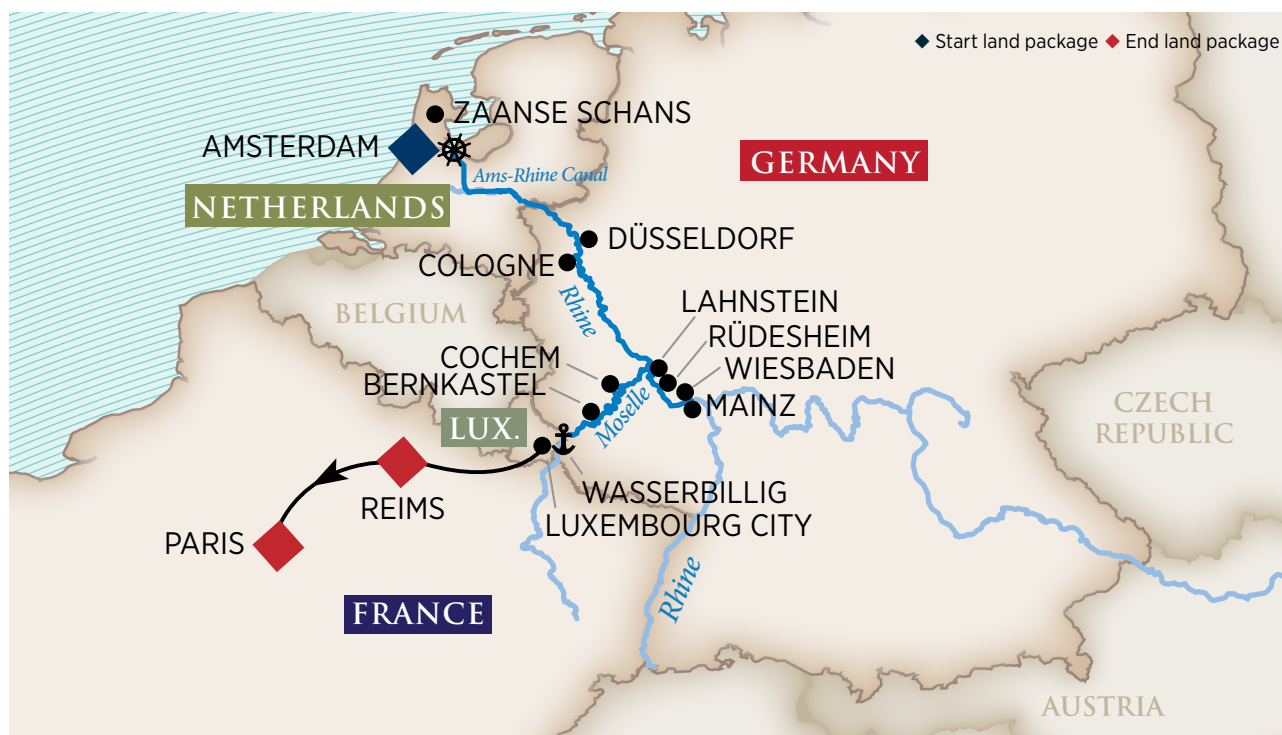 ◆ Start land package ◆ End land package
ZAANSE SCHANS
AMSTERDAM
Ams-Rhine Canal
GERMANY
NETHERLANDS
DÜSSELDORF
COLOGNE
BELGIUM
Rhine
LAHNSTEIN
RÜDESHEIM
COCHEM
WIESBADEN
BERNKASTEL
MAINZ
Moselle
LUX.
CZECH
REPUBLIC
WASSERBILLIG
REIMS
LUXEMBOURG CITY
PARIS
Rhine
FRANCE
AUSTRIA